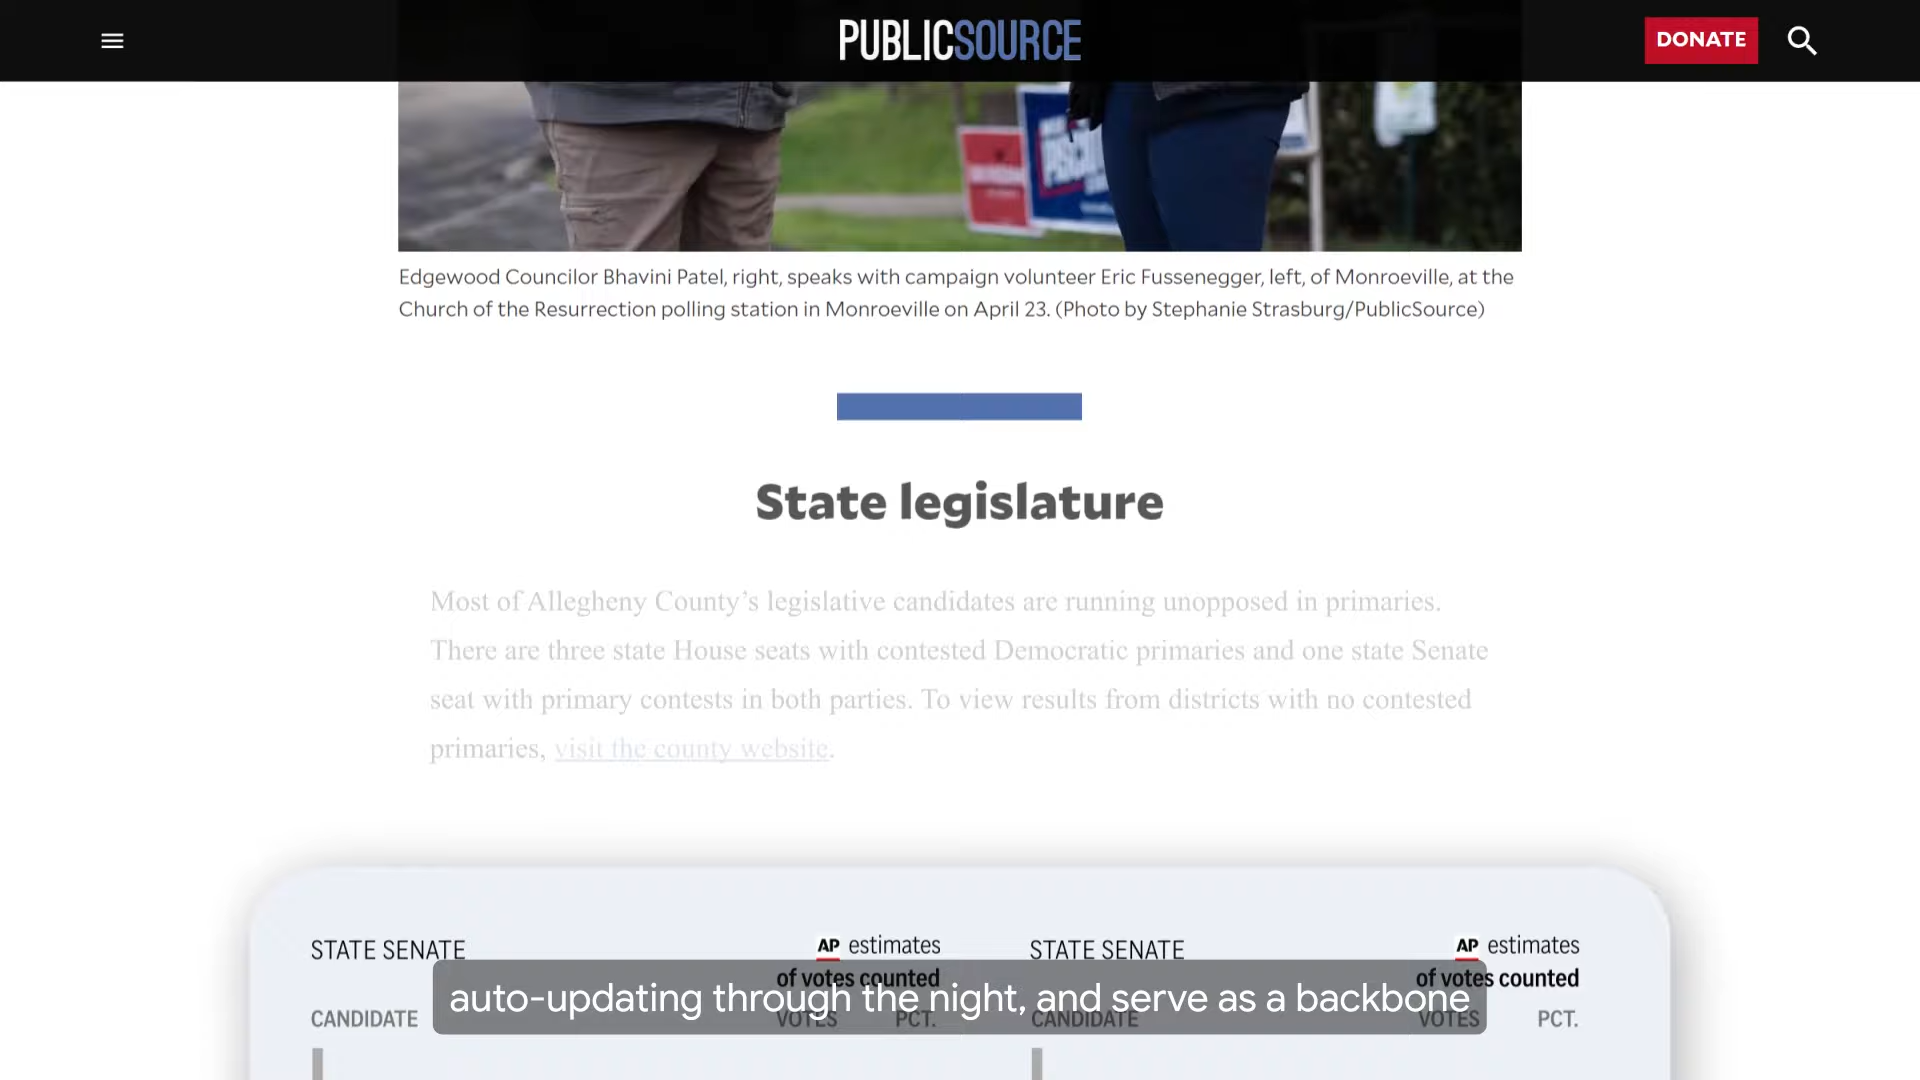 PUBLICSOURCE
DONATE
Edgewood Councilor Bhavini Patel, right, speaks with campaign volunteer Eric Fussenegger, left, of Monroeville, at the
Church of the Resurrection polling station in Monroeville on April 23. (Photo by Stephanie Strasburg/PublicSource)
State legislature
Most of Allegheny County’s legislative candidates are running unopposed in primaries.
There are three state House seats with contested Democratic primaries and one state Senate
seat with primary contests in both parties. To view results from districts with no contested
primaries, visit the county website.
STATE SENATE
AP estimates
of votes counted
CANDIDATE
VOTES
PCT.
STATE SENATE
AP estimates
of votes counted
CANDIDATE
VOTES
PCT.
auto-updating through the night, and serve as a backbone